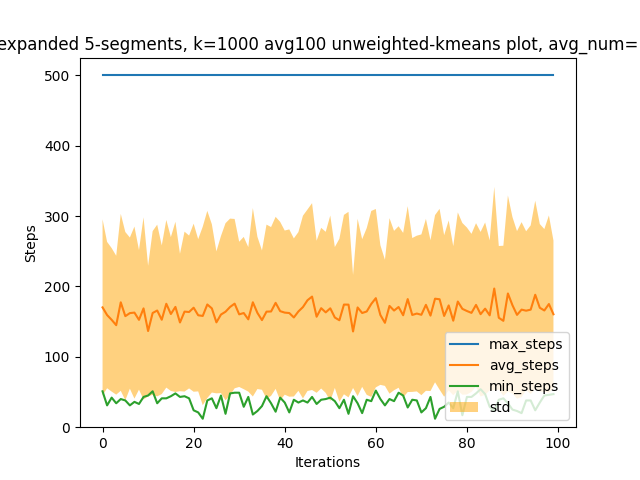 expanded 5-segments, k=1000 avg100 unweighted-kmeans plot, avg_num=
Steps
500
400
300
200
100
0
0 20 40 60 80 100
Iterations
max_steps
avg_steps
min_steps
std